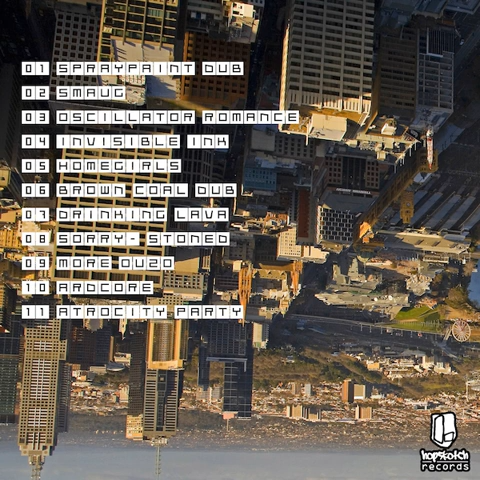 01 SPRAYPAINT DUB
02 SMAUG
03 OSCILLATOR ROMANCE
04 INVISIBLE INK
05 HOMEGIRLS
06 BROWN COAL DUB
07 DRINKING LAVA
08 SORRY- STONED
09 MORE OUZO
10 ARDCORE
11 ATROCITY PARTY
hopskotch
records